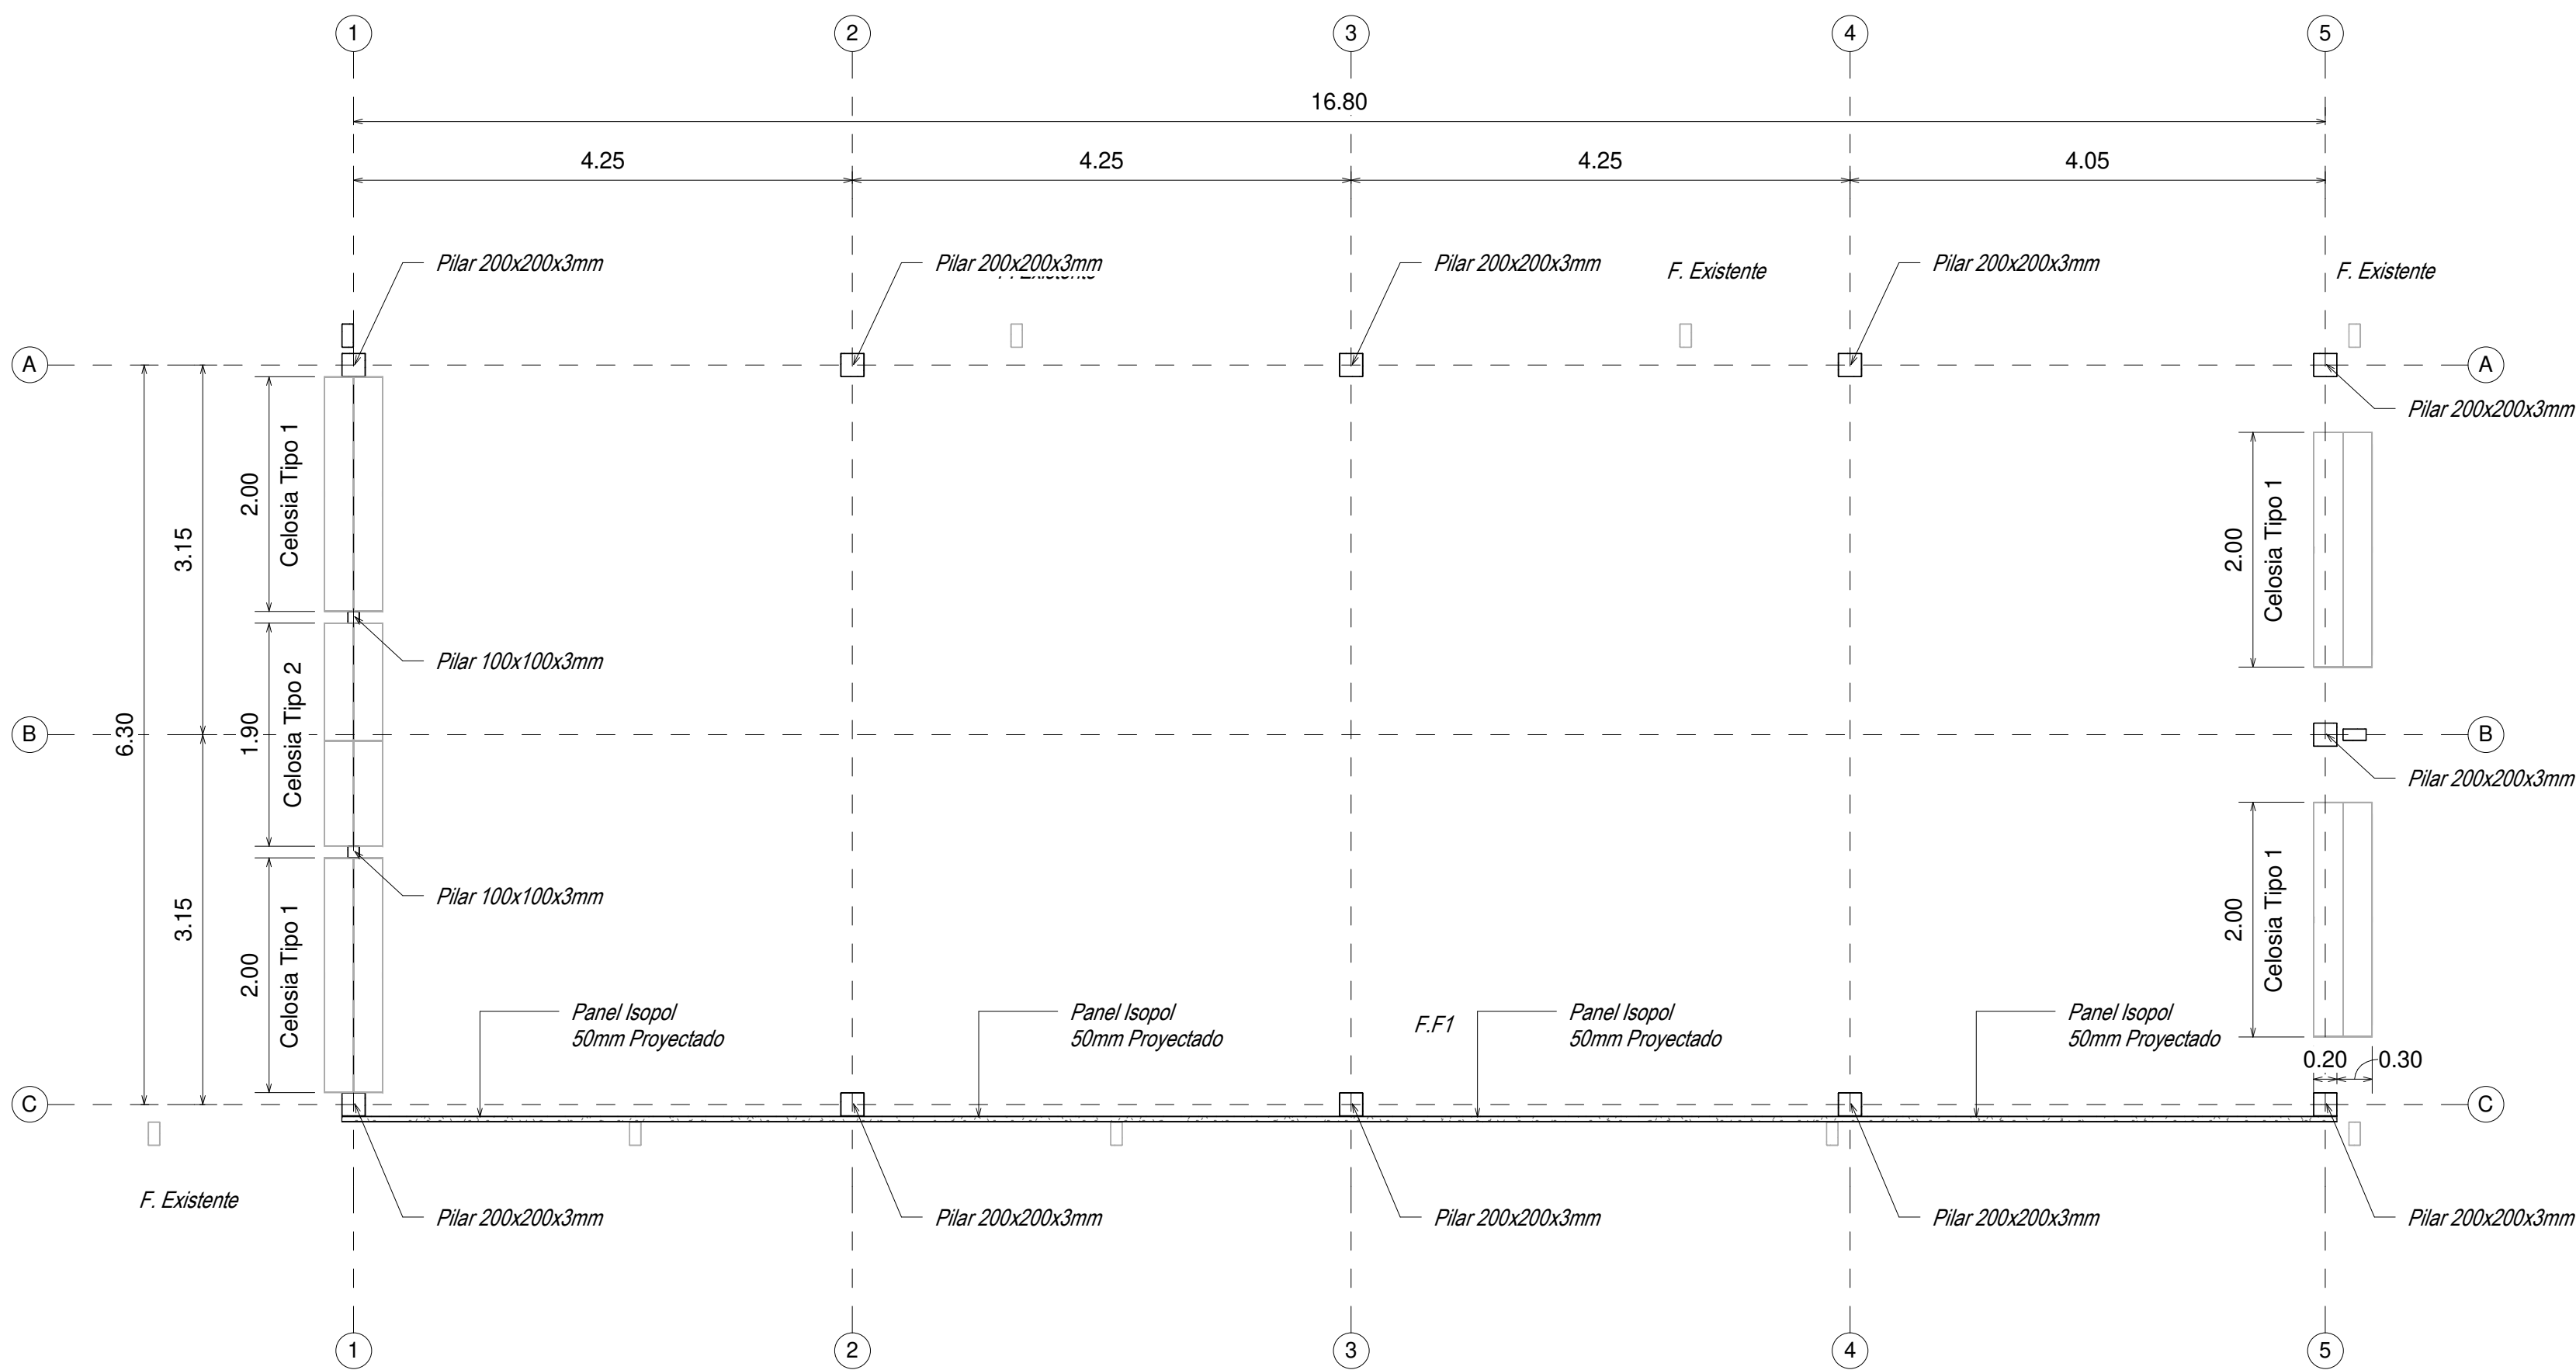 1
2
3
4
5
16.80
4.25
4.25
4.25
4.05
Pilar 200x200x3mm
Pilar 200x200x3mm
F. Existente
Pilar 200x200x3mm
F. Existente
Pilar 200x200x3mm
F. Existente
A
A
Pilar 200x200x3mm
2.00
Celosia Tipo 1
3.15
2.00
Celosia Tipo 1
Pilar 100x100x3mm
6.30
1.90
Celosia Tipo 2
B
B
Pilar 200x200x3mm
Pilar 100x100x3mm
3.15
2.00
Celosia Tipo 1
2.00
Celosia Tipo 1
Panel Isopol
50mm Proyectado
Panel Isopol
50mm Proyectado
F.F1
Panel Isopol
50mm Proyectado
Panel Isopol
50mm Proyectado
0.20
0.30
C
C
F. Existente
Pilar 200x200x3mm
Pilar 200x200x3mm
Pilar 200x200x3mm
Pilar 200x200x3mm
Pilar 200x200x3mm
1
2
3
4
5